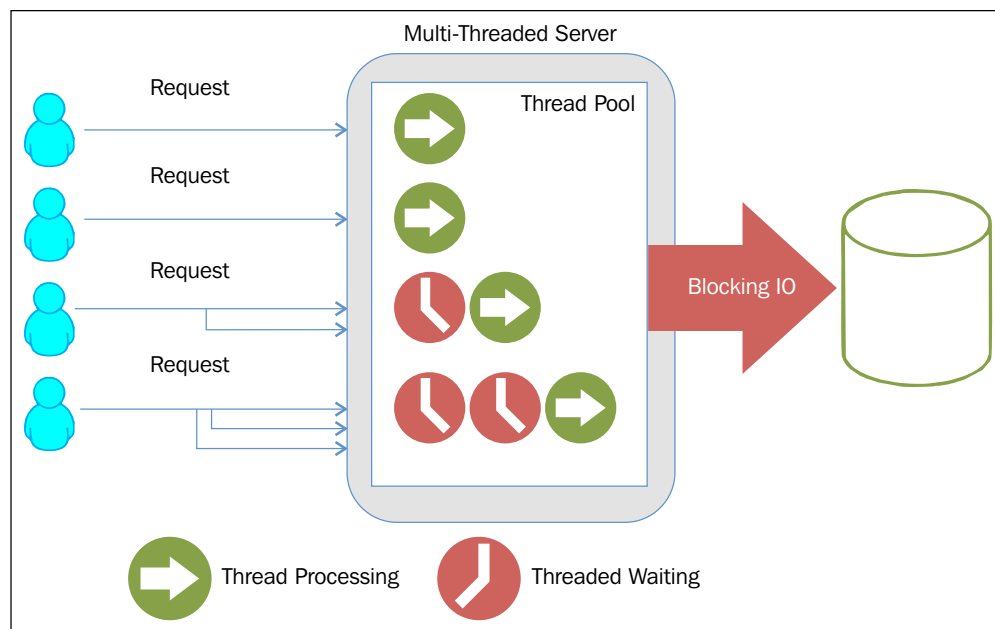 Multi-Threaded Server
Request
Thread Pool
Request
Request
Blocking IO
Request
Thread Processing
Threaded Waiting